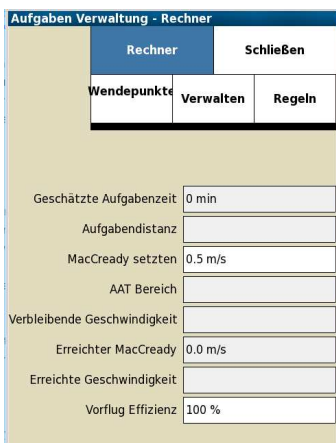 Aufgaben Verwaltung - Rechner
Rechner Schließen
Wendepunkte Verwalten Regeln
Geschätzte Aufgabenzeit 0 min
Aufgabendistanz
MacCready setzten 0.5 m/s
AAT Bereich
Verbleibende Geschwindigkeit
Erreichter MacCready 0.0 m/s
Erreichte Geschwindigkeit
Vorflug Effizienz 100 %